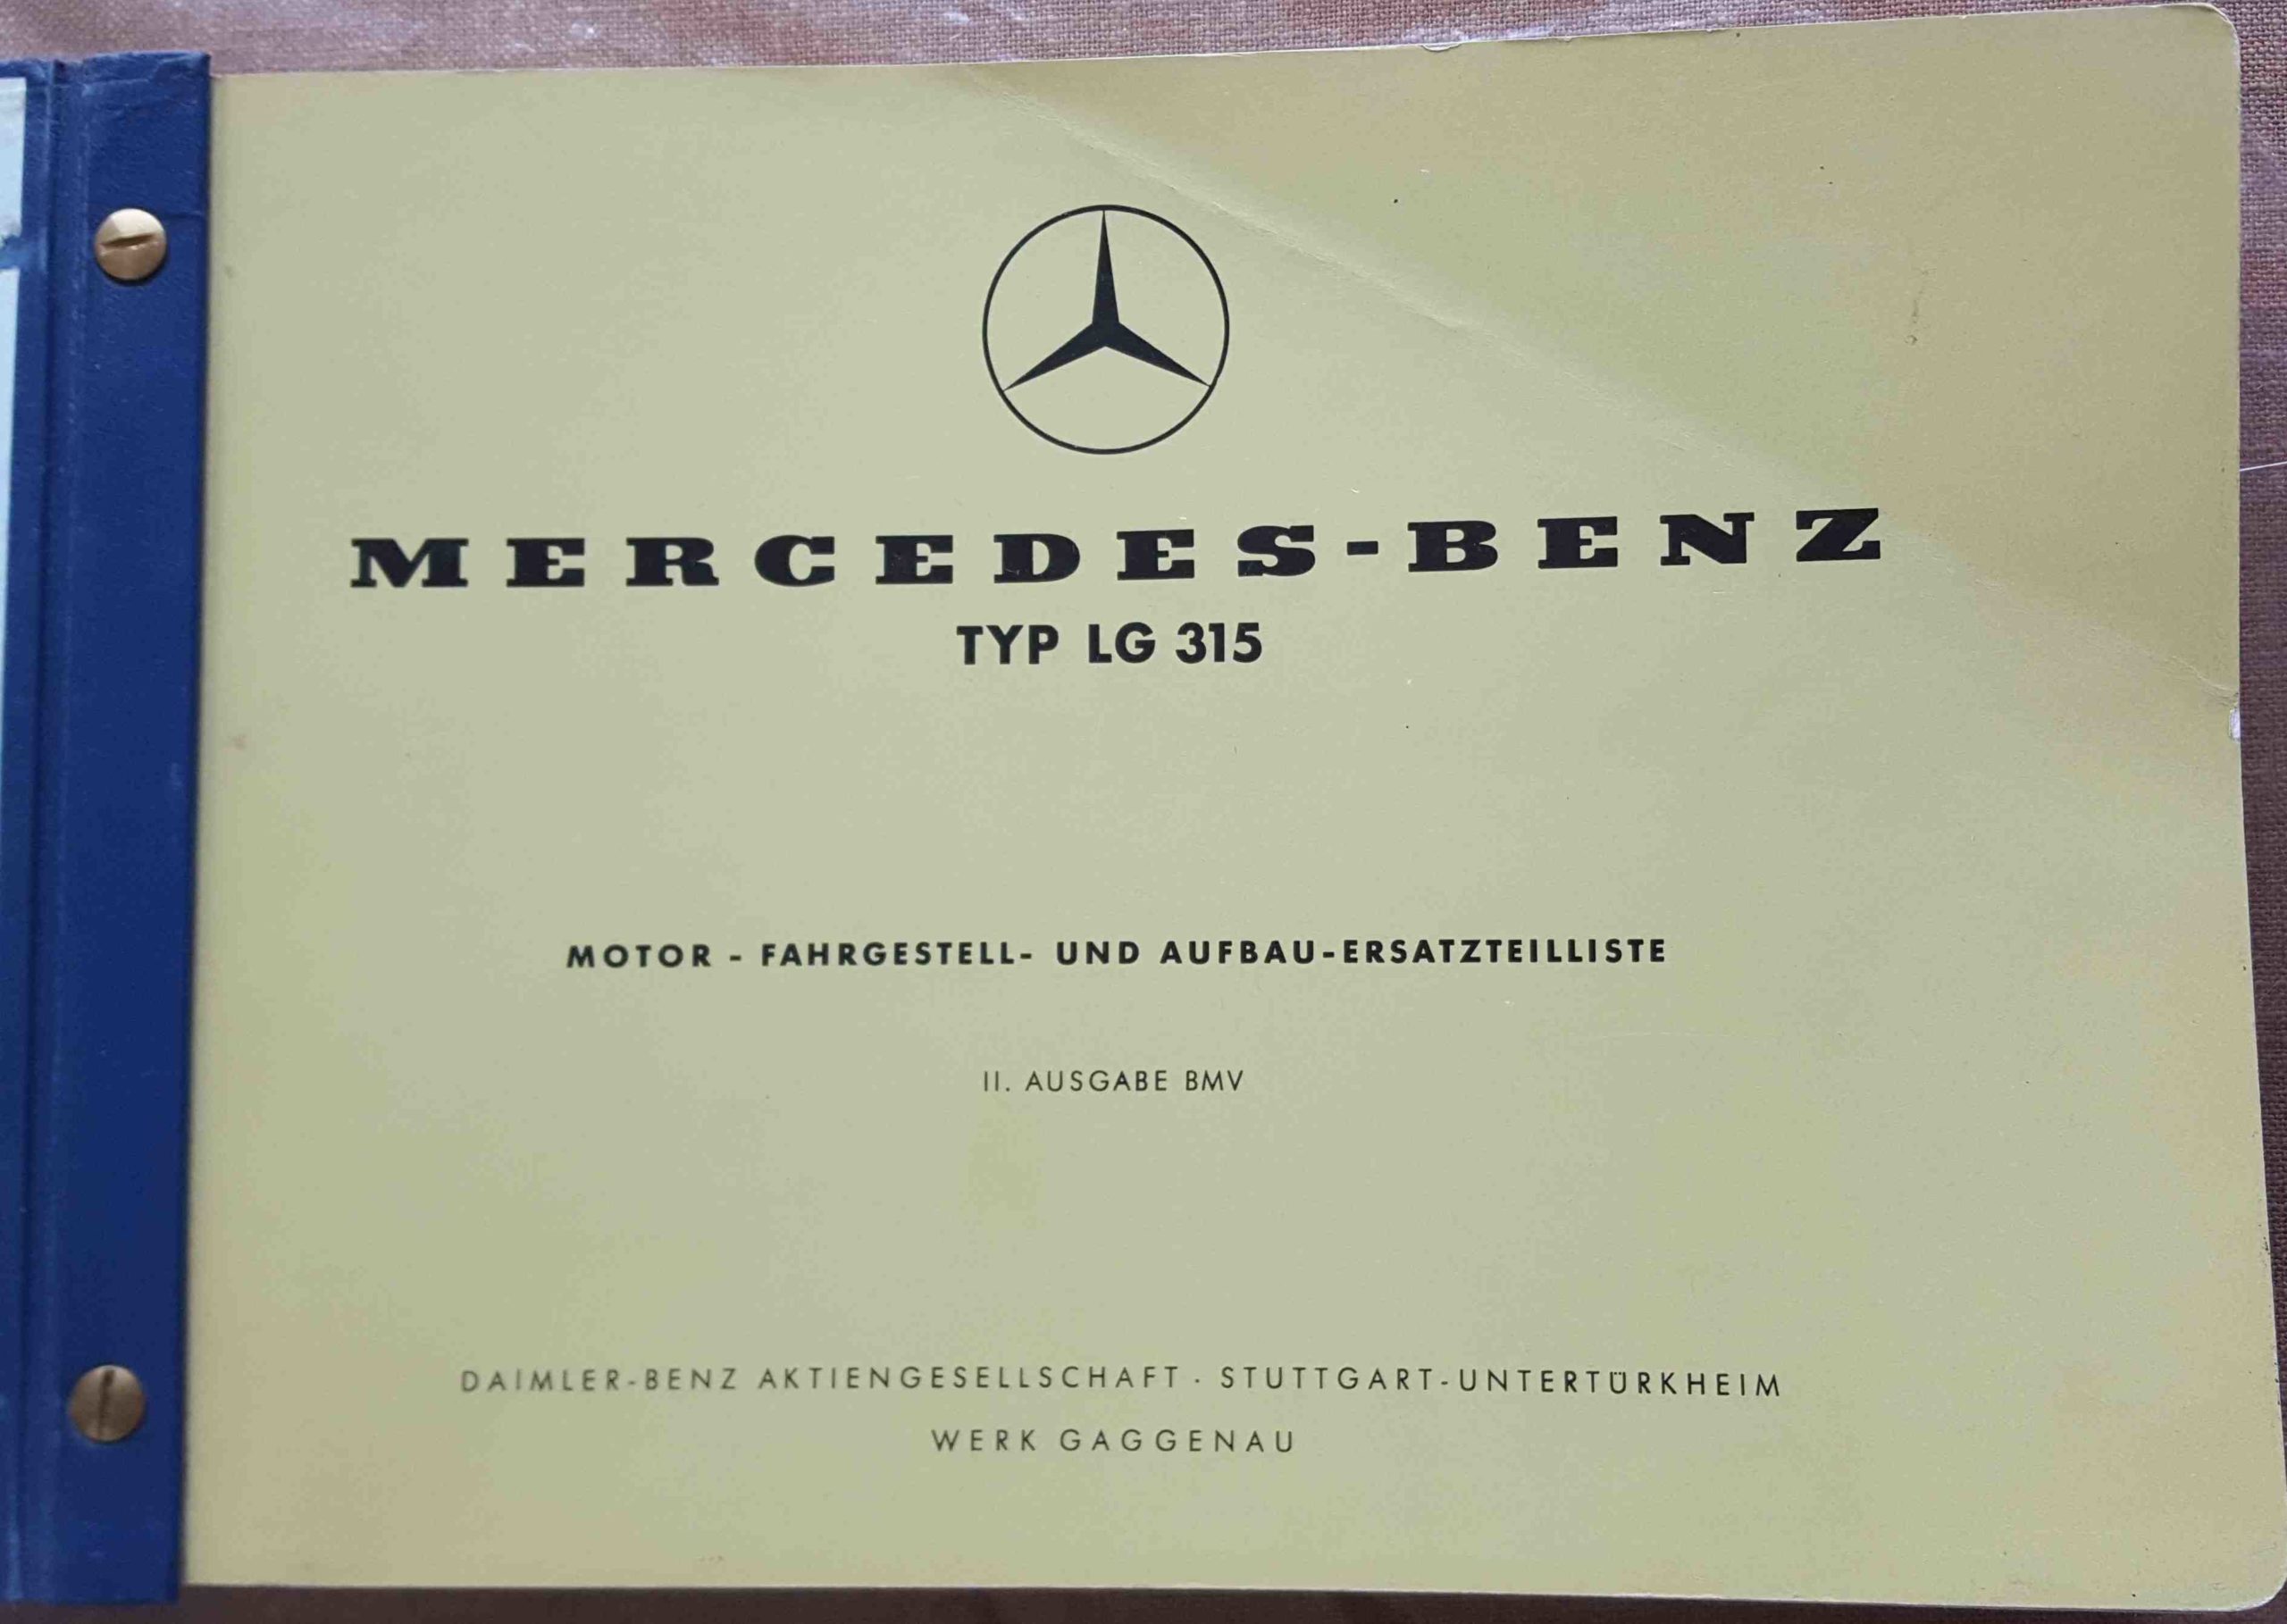 MERCEDES-BENZ
TYP LG 315
MOTOR - FAHRGESTELL- UND AUFBAU-ERSATZTEILLISTE
II. AUSGABE BMV
DAIMLER-BENZ AKTIENGESELLSCHAFT · STUTTGART-UNTERTÜRKHEIM
WERK GAGGENAU